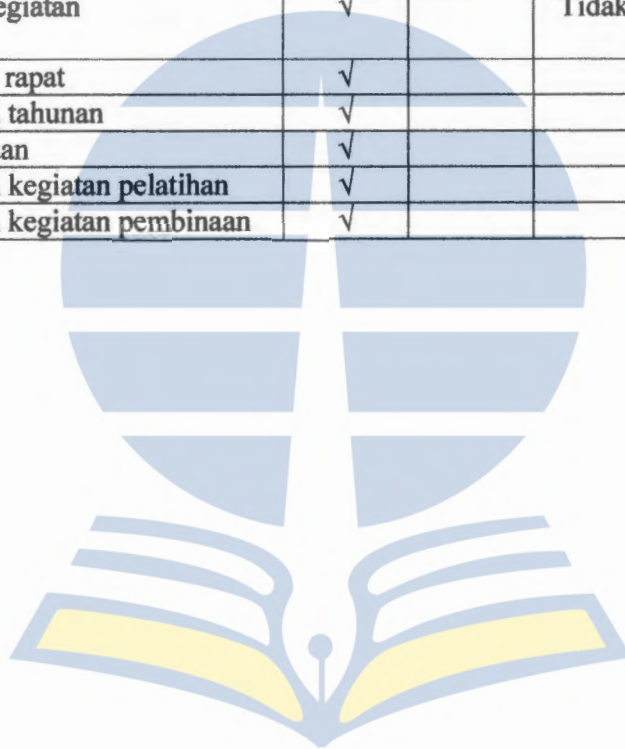 egiatan √ Tidak
rapat √
tahunan √
an √
kegiatan pelatihan √
kegiatan pembinaan √